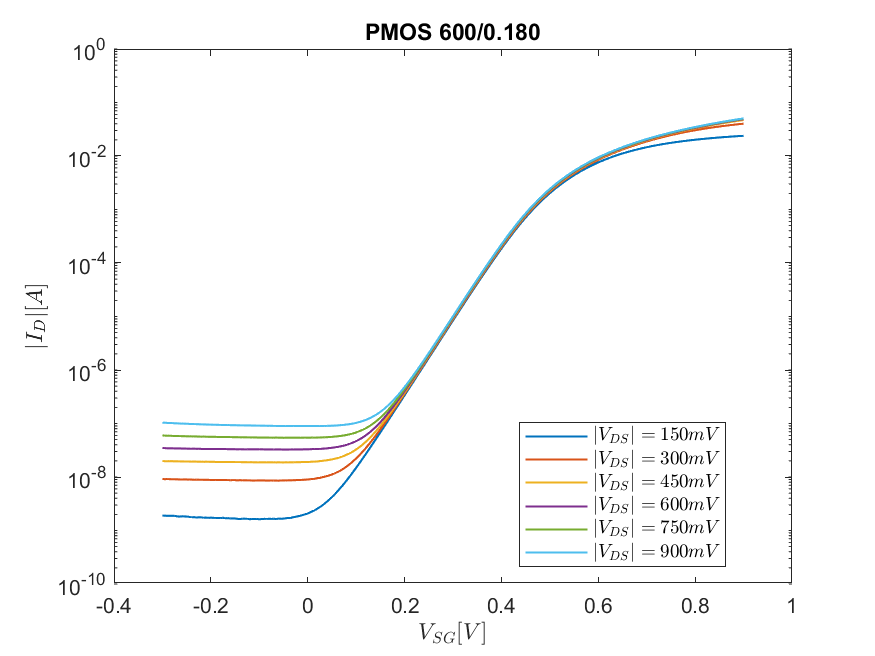 PMOS 600/0.180
10^0
10^-2
10^-4
10^-6
10^-8
10^-10
|I_D|[A]
|V_DS| = 150mV
|V_DS| = 300mV
|V_DS| = 450mV
|V_DS| = 600mV
|V_DS| = 750mV
|V_DS| = 900mV
-0.4 -0.2 0 0.2 0.4 0.6 0.8 1
V_SG[V]